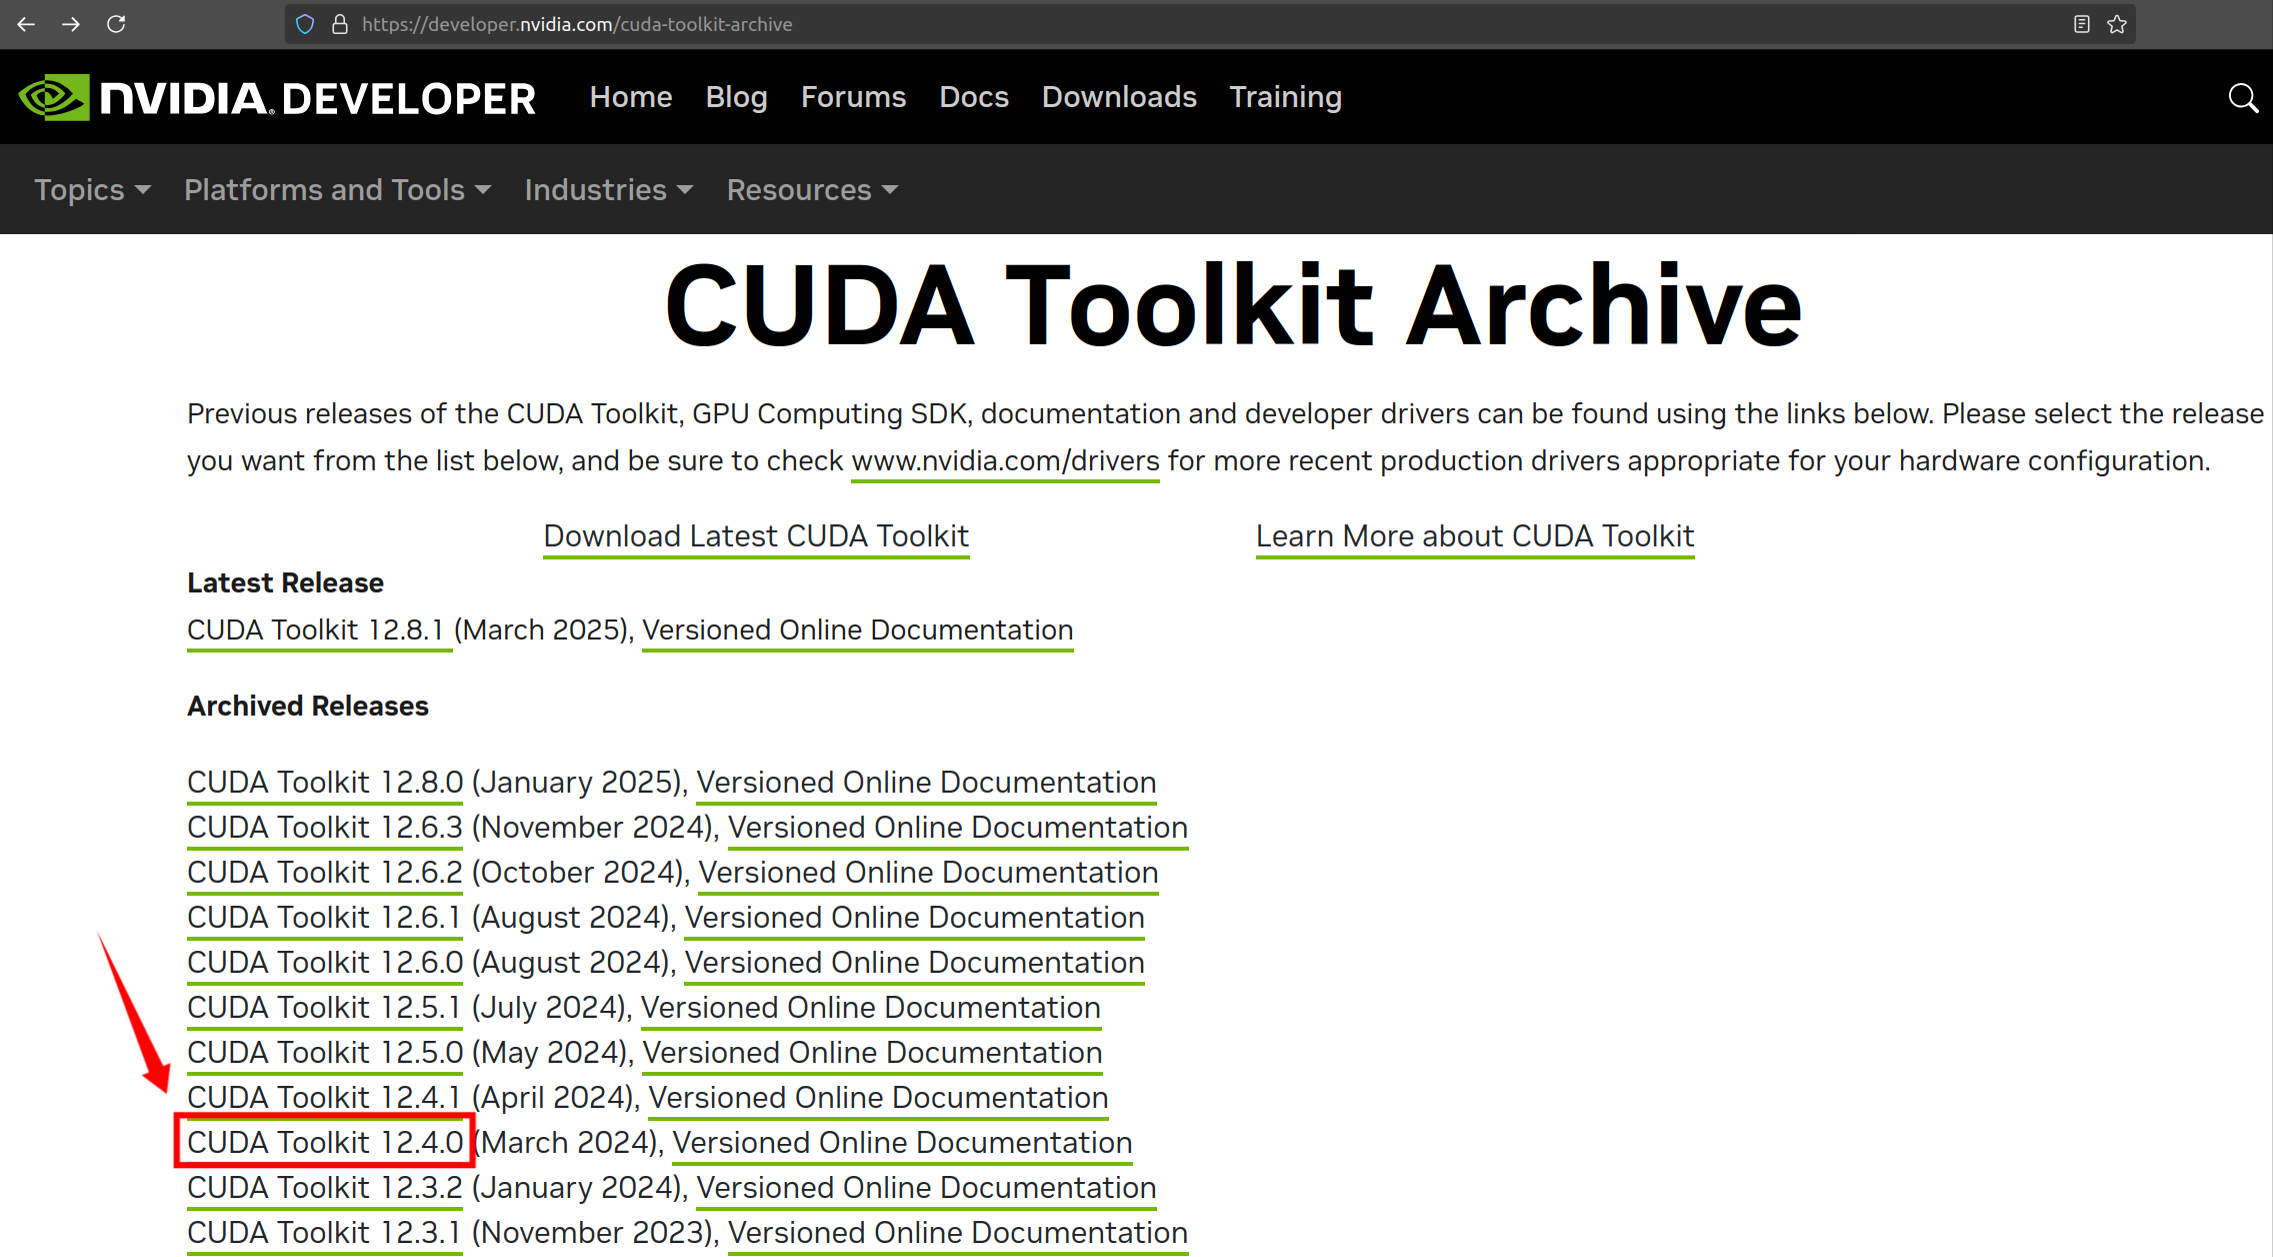 https://developer.nvidia.com/cuda-toolkit-archive
NVIDIA. DEVELOPER Home Blog Forums Docs Downloads Training
Topics Platforms and Tools Industries Resources
CUDA Toolkit Archive
Previous releases of the CUDA Toolkit, GPU Computing SDK, documentation and developer drivers can be found using the links below. Please select the release
you want from the list below, and be sure to check www.nvidia.com/drivers for more recent production drivers appropriate for your hardware configuration.
Download Latest CUDA Toolkit Learn More about CUDA Toolkit
Latest Release
CUDA Toolkit 12.8.1 (March 2025), Versioned Online Documentation
Archived Releases
CUDA Toolkit 12.8.0 (January 2025), Versioned Online Documentation
CUDA Toolkit 12.6.3 (November 2024), Versioned Online Documentation
CUDA Toolkit 12.6.2 (October 2024), Versioned Online Documentation
CUDA Toolkit 12.6.1 (August 2024), Versioned Online Documentation
CUDA Toolkit 12.6.0 (August 2024), Versioned Online Documentation
CUDA Toolkit 12.5.1 (July 2024), Versioned Online Documentation
CUDA Toolkit 12.5.0 (May 2024), Versioned Online Documentation
CUDA Toolkit 12.4.1 (April 2024), Versioned Online Documentation
CUDA Toolkit 12.4.0 (March 2024), Versioned Online Documentation
CUDA Toolkit 12.3.2 (January 2024), Versioned Online Documentation
CUDA Toolkit 12.3.1 (November 2023), Versioned Online Documentation